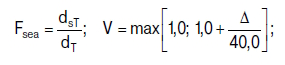 F_sea = d_sT / d_T; V = max[1,0; 1,0 + Δ / 40,0];